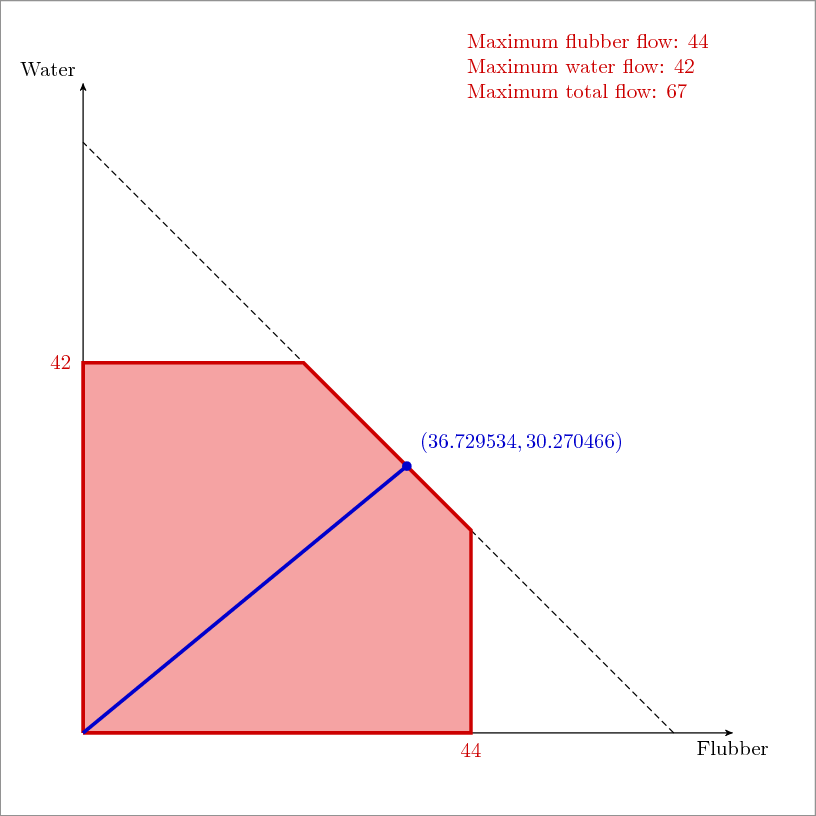 Maximum flubber flow: 44
Maximum water flow: 42
Maximum total flow: 67
Water
42
(36.729534, 30.270466)
44
Flubber